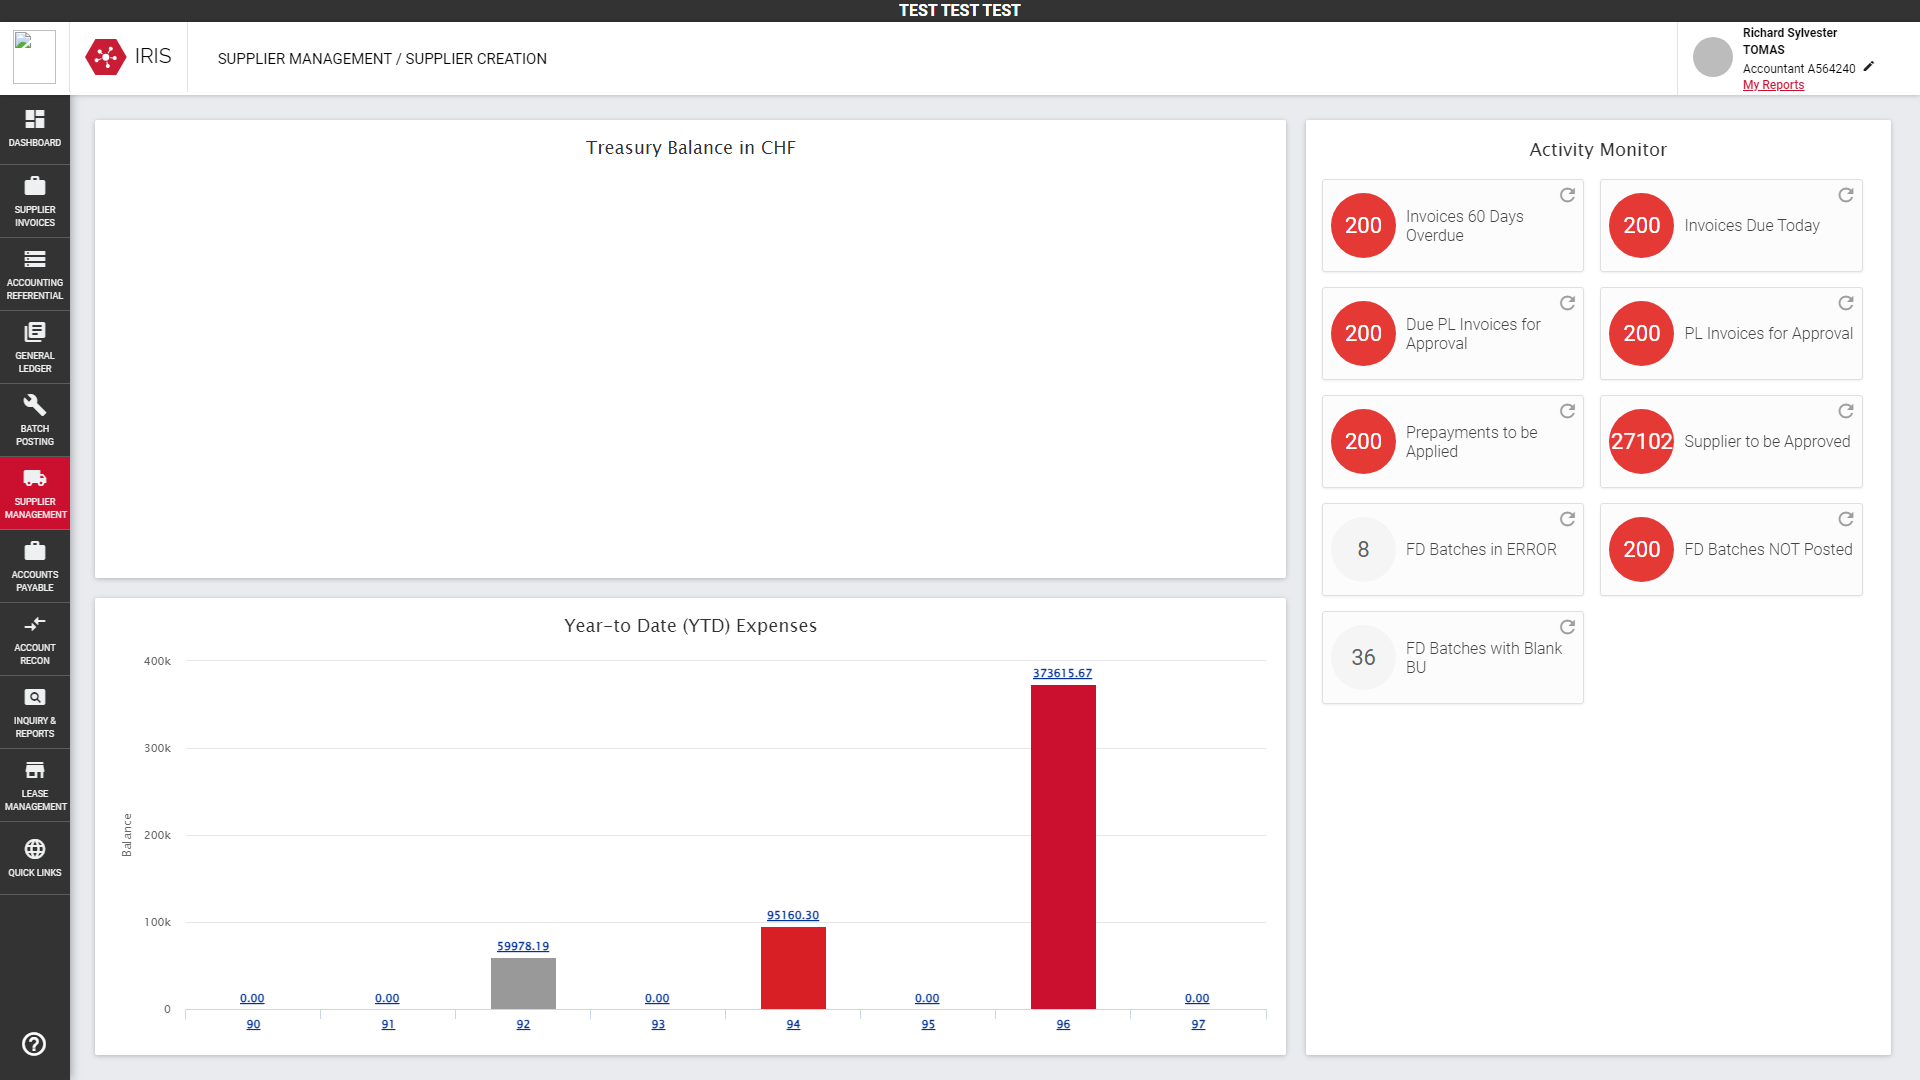 TEST TEST TEST
IRIS
SUPPLIER MANAGEMENT / SUPPLIER CREATION
Richard Sylvester
TOMAS
Accountant A564240
My Reports
DASHBOARD
SUPPLIER
INVOICES
ACCOUNTING
REFERENTIAL
GENERAL
LEDGER
BATCH
POSTING
SUPPLIER
MANAGEMENT
ACCOUNTS
PAYABLE
ACCOUNT
RECON
INQUIRY &
REPORTS
LEASE
MANAGEMENT
QUICK LINKS
Treasury Balance in CHF
Year-to Date (YTD) Expenses
Balance
400k
300k
200k
100k
0
0.00
0.00
59978.19
0.00
95160.30
0.00
373615.67
0.00
90
91
92
93
94
95
96
97
Activity Monitor
200
Invoices 60 Days
Overdue
200
Invoices Due Today
200
Due PL Invoices for
Approval
200
PL Invoices for Approval
200
Prepayments to be
Applied
27102
Supplier to be Approved
8
FD Batches in ERROR
200
FD Batches NOT Posted
36
FD Batches with Blank
BU